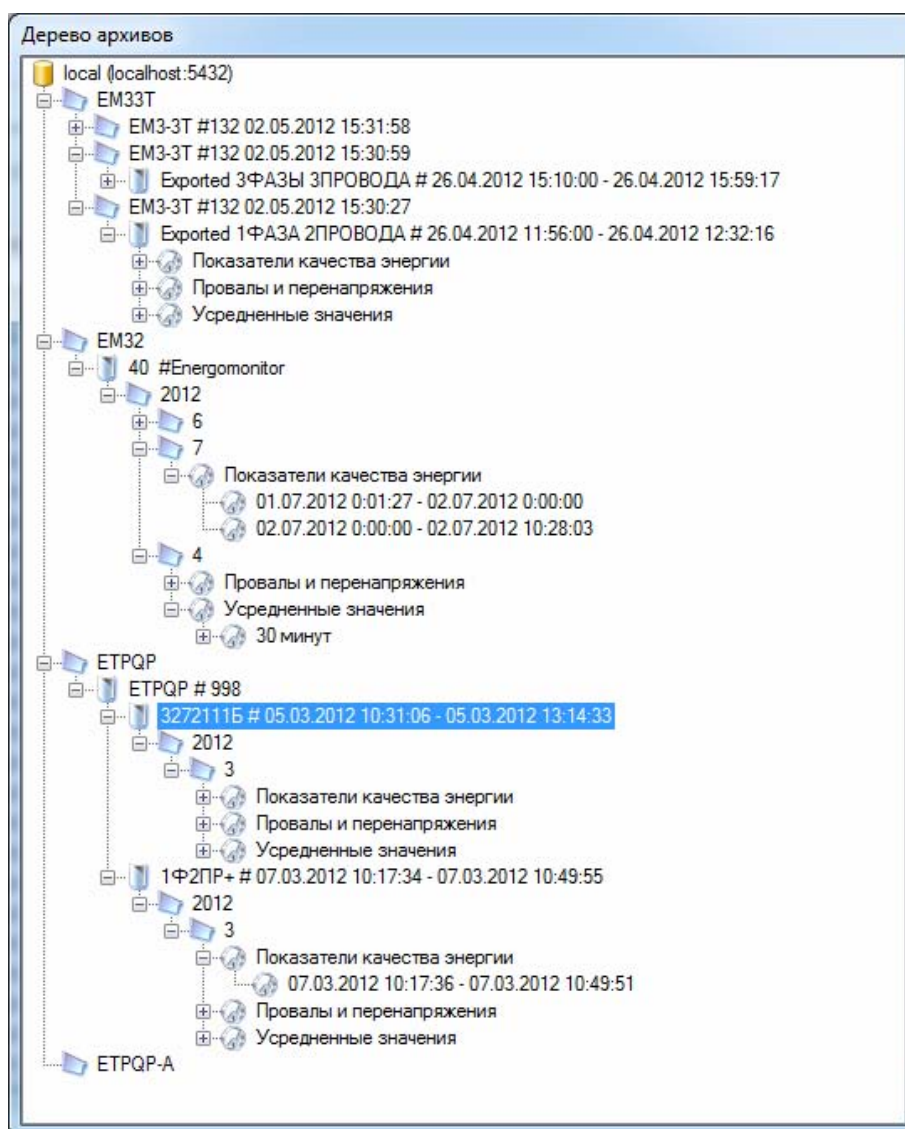 Дерево архивов
local (localhost:5432)
EM33T
EM3-3T #132 02.05.2012 15:31:58
EM3-3T #132 02.05.2012 15:30:59
Exported 3ФАЗЫ 3ПРОВОДА # 26.04.2012 15:10:00 - 26.04.2012 15:59:17
EM3-3T #132 02.05.2012 15:30:27
Exported 1ФАЗА 2ПРОВОДА # 26.04.2012 11:56:00 - 26.04.2012 12:32:16
Показатели качества энергии
Провалы и перенапряжения
Усредненные значения
EM32
40 #Energomonitor
2012
6
7
Показатели качества энергии
01.07.2012 0:01:27 - 02.07.2012 0:00:00
02.07.2012 0:00:00 - 02.07.2012 10:28:03
4
Провалы и перенапряжения
Усредненные значения
30 минут
ETPQP
ETPQP # 998
3272111Б # 05.03.2012 10:31:06 - 05.03.2012 13:14:33
2012
3
Показатели качества энергии
Провалы и перенапряжения
Усредненные значения
1Ф2ПР+ # 07.03.2012 10:17:34 - 07.03.2012 10:49:55
2012
3
Показатели качества энергии
07.03.2012 10:17:36 - 07.03.2012 10:49:51
Провалы и перенапряжения
Усредненные значения
ETPQP-A